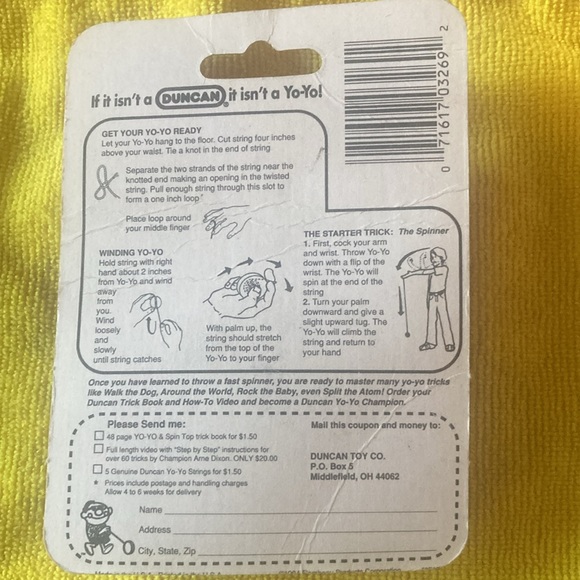 If it isn't a DUNCAN® it isn't a Yo-Yo!
0 71617 03269 2
GET YOUR YO-YO READY
Let your Yo-Yo hang to the floor. Cut string four inches
above your waist. Tie a knot in the end of string
Separate the two strands of the string near the
knotted end making an opening in the twisted
string. Pull enough string through this slot to
form a one inch loop
Place loop around
your middle finger
WINDING YO-YO
Hold string with right
hand about 2 inches
from Yo-Yo and wind
away
from
you.
Wind
loosely
and
slowly
until string catches
With palm up, the
string should stretch
from the top of the
Yo-Yo to your finger
THE STARTER TRICK: The Spinner
1. First, cock your arm
and wrist. Throw Yo-Yo
down with a flip of the
wrist. The Yo-Yo will
spin at the end of the
string
2. Turn your palm
downward and give a
slight upward tug. The
Yo-Yo will climb the
string and return to
your hand
Once you have learned to throw a fast spinner, you are ready to master many yo-yo tricks
like Walk the Dog, Around the World, Rock the Baby, even Split the Atom! Order your
Duncan Trick Book and How-To Video and become a Duncan Yo-Yo Champion.
Please Send me:
48 page YO-YO & Spin Top trick book for $1.50
Full length video with "Step by Step" instructions for
over 60 tricks by Champion Arne Dixon. ONLY $20.00
5 Genuine Duncan Yo-Yo Strings for $1.50
* Prices include postage and handling charges
Allow 4 to 6 weeks for delivery
Mail this coupon and money to:
DUNCAN TOY CO.
P.O. Box 5
Middlefield, OH 44062
Name
Address
City, State, Zip